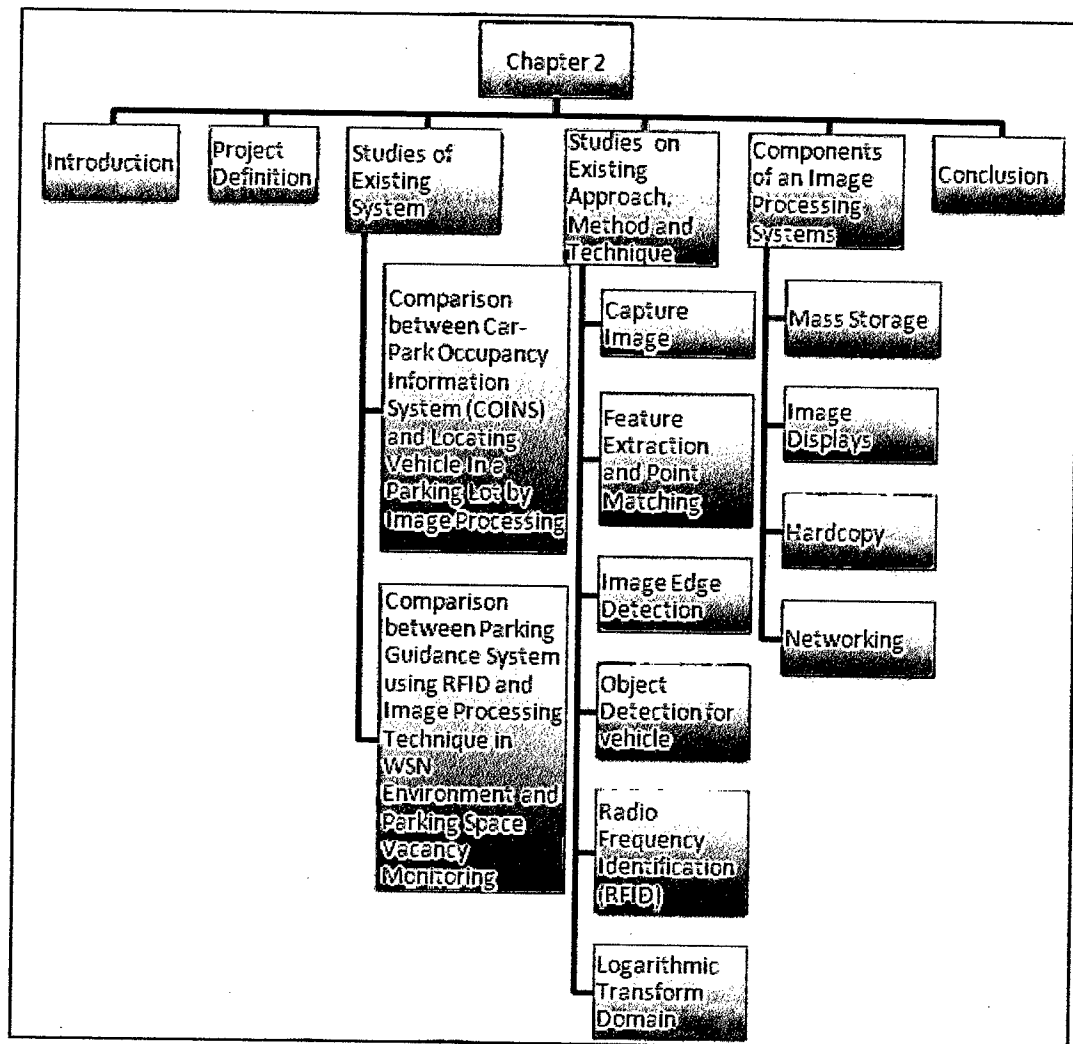 Chapter 2
Introduction
Project
Definition
Studies of
Existing
System
Studies on
Existing
Approach,
Method and
Technique
Components
of an Image
Processing
Systems
Conclusion
Comparison
between Car-
Park Occupancy
Information
System (COINS)
and Locating
Vehicle In a
Parking Lot by
Image Processing
Comparison
between Parking
Guidance System
using RFID and
Image Processing
Technique in
WSN
Environment and
Parking Space
Vacancy
Monitoring
Capture
Image
Feature
Extraction
and Point
Matching
Image Edge
Detection
Object
Detection for
vehicle
Radio
Frequency
Identification
(RFID)
Logarithmic
Transform
Domain
Mass Storage
Image
Displays
Hardcopy
Networking